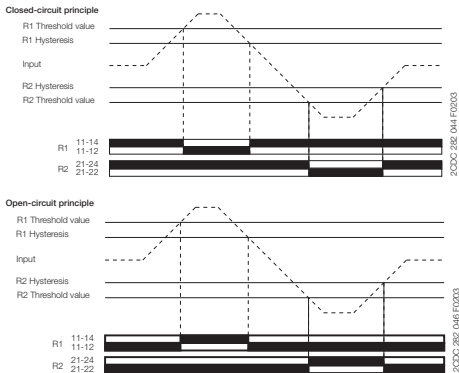 Closed-circuit principle
R1 Threshold value
R1 Hysteresis
Input
R2 Hysteresis
R2 Threshold value
R1 11-14
11-12
R2 21-24
21-22
2CDC 282 044 F0203
Open-circuit principle
R1 Threshold value
R1 Hysteresis
Input
R2 Hysteresis
R2 Threshold value
R1 11-14
11-12
R2 21-24
21-22
2CDC 282 046 F0203